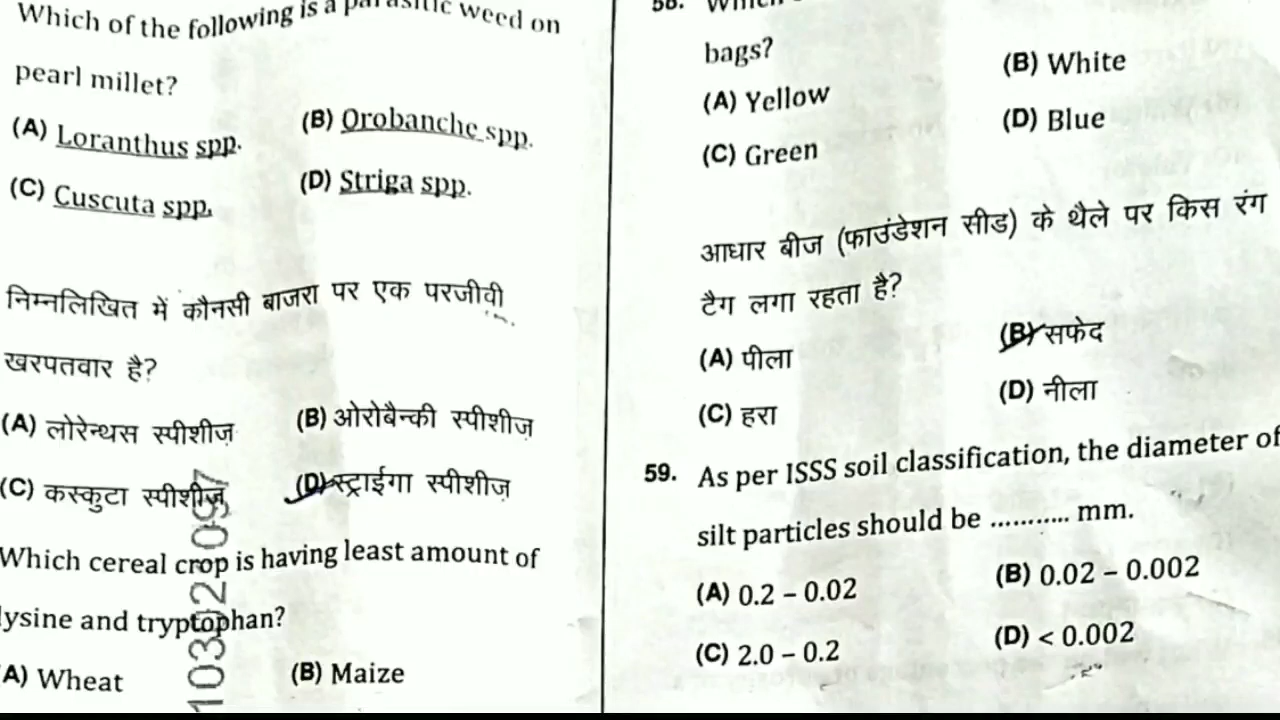 Which of the following is a parasitic weed on
pearl millet?
(A) Loranthus spp.
(B) Orobanche spp.
(C) Cuscuta spp.
(D) Striga spp.
निम्नलिखित में कौनसी बाजरा पर एक परजीवी
खरपतवार है?
(A) लोरेन्थस स्पीशीज़
(B) ओरोबैन्की स्पीशीज़
(C) कस्कुटा स्पीशीज़
(D) स्ट्राईगा स्पीशीज़
Which cereal crop is having least amount of
lysine and tryptophan?
(A) Wheat
(B) Maize
58. Which
bags?
(A) Yellow
(B) White
(C) Green
(D) Blue
आधार बीज (फाउंडेशन सीड) के थैले पर किस रंग
टैग लगा रहता है?
(A) पीला
(B) सफेद
(C) हरा
(D) नीला
59. As per ISSS soil classification, the diameter of
silt particles should be ........... mm.
(A) 0.2 – 0.02
(B) 0.02 – 0.002
(C) 2.0 – 0.2
(D) < 0.002